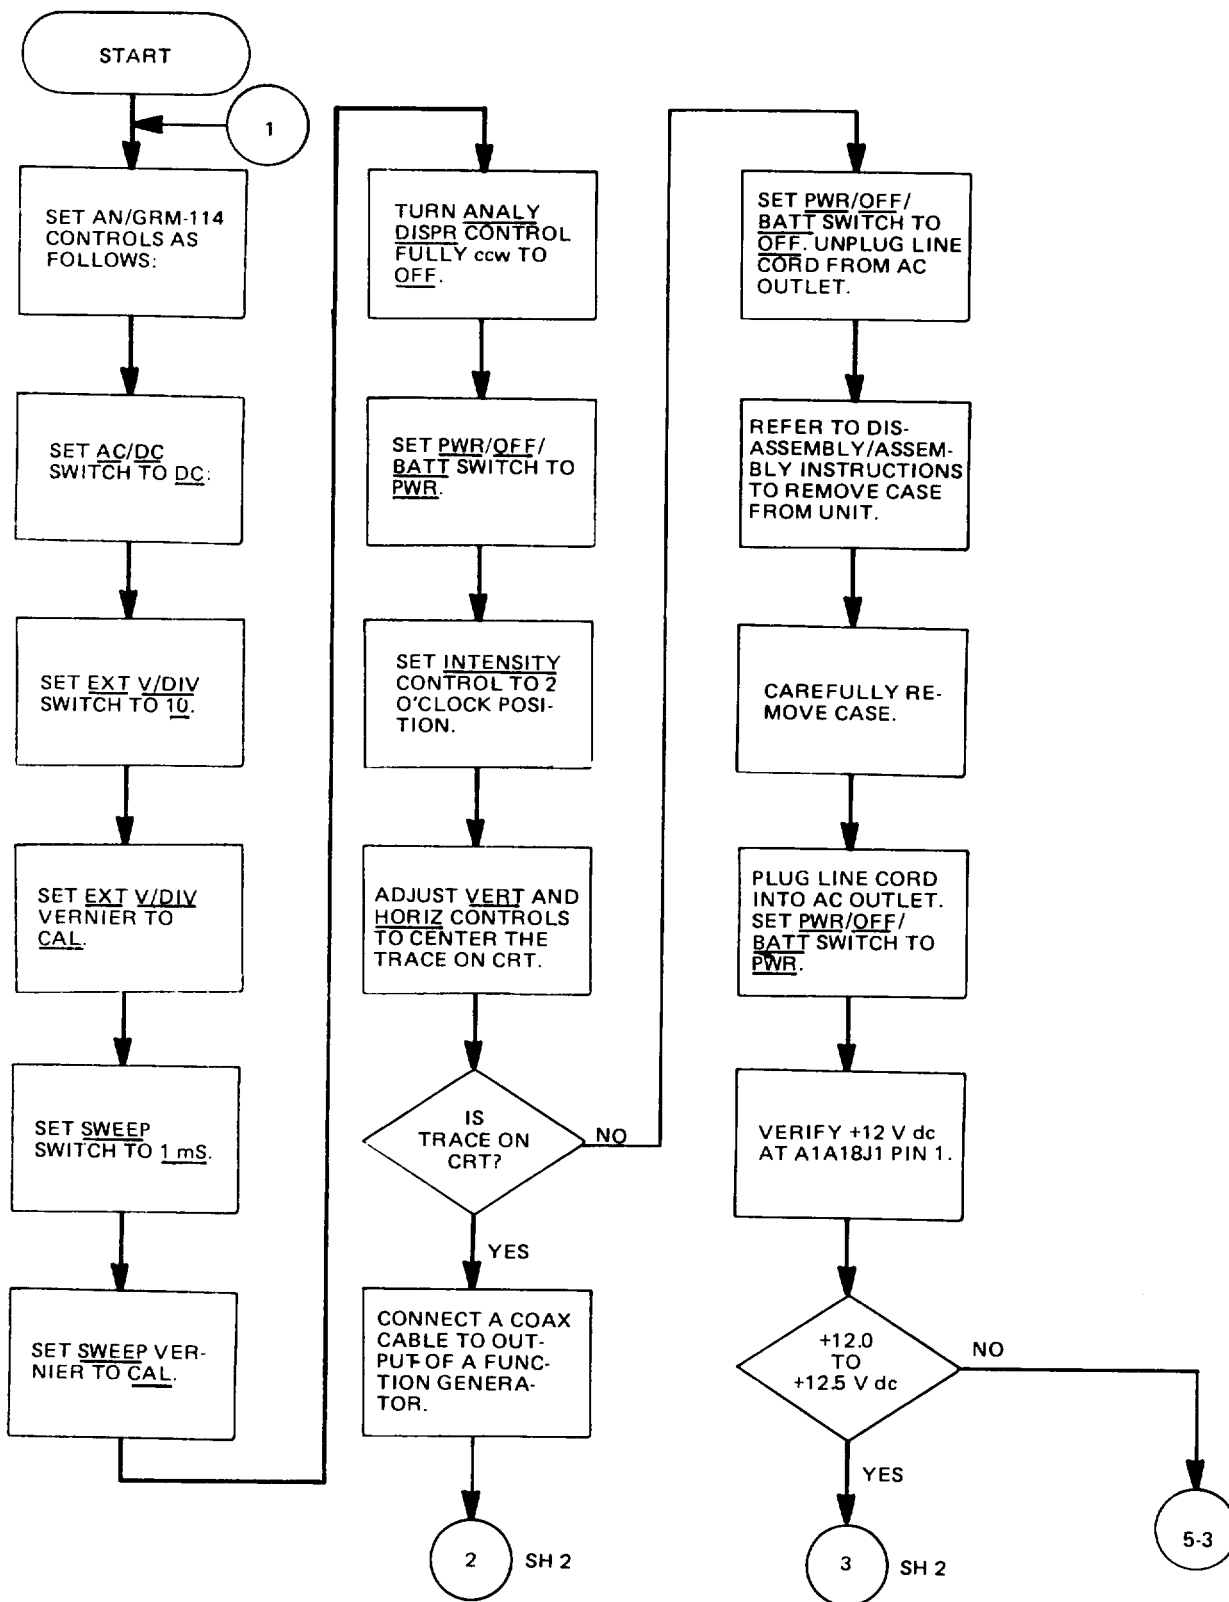 START
1
SET AN/GRM-114
CONTROLS AS
FOLLOWS:
SET AC/DC
SWITCH TO DC:
SET EXT V/DIV
SWITCH TO 10.
SET EXT V/DIV
VERNIER TO
CAL.
SET SWEEP
SWITCH TO 1 mS.
SET SWEEP VER-
NIER TO CAL.
TURN ANALY
DISPR CONTROL
FULLY ccw TO
OFF.
SET PWR/OFF/
BATT SWITCH TO
PWR.
SET INTENSITY
CONTROL TO 2
O'CLOCK POSI-
TION.
ADJUST VERT AND
HORIZ CONTROLS
TO CENTER THE
TRACE ON CRT.
IS
TRACE ON
CRT?
NO
YES
CONNECT A COAX
CABLE TO OUT-
PUT OF A FUNC-
TION GENERA-
TOR.
2
SH 2
SET PWR/OFF/
BATT SWITCH TO
OFF. UNPLUG LINE
CORD FROM AC
OUTLET.
REFER TO DIS-
ASSEMBLY/ASSEM-
BLY INSTRUCTIONS
TO REMOVE CASE
FROM UNIT.
CAREFULLY RE-
MOVE CASE.
PLUG LINE CORD
INTO AC OUTLET.
SET PWR/OFF/
BATT SWITCH TO
PWR.
VERIFY +12 V dc
AT A1A18J1 PIN 1.
+12.0
TO
+12.5 V dc
NO
YES
3
SH 2
5-3